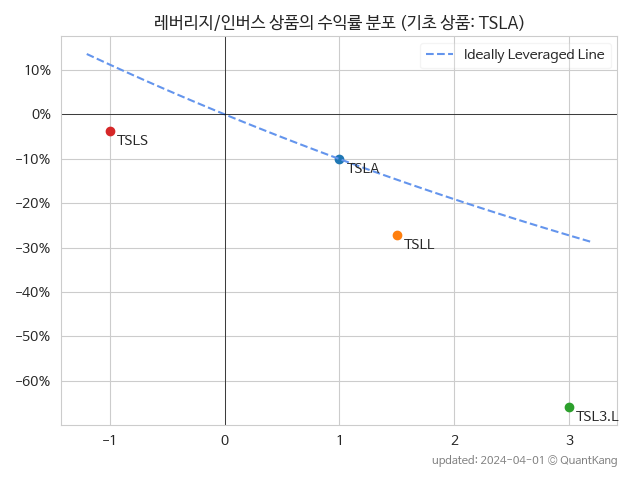 레버리지/인버스 상품의 수익률 분포 (기초 상품: TSLA)
Ideally Leveraged Line
10%
0%
−10%
−20%
−30%
−40%
−50%
−60%
TSLS
TSLA
TSLL
TSL3.L
−1 0 1 2 3
updated: 2024-04-01 © QuantKang